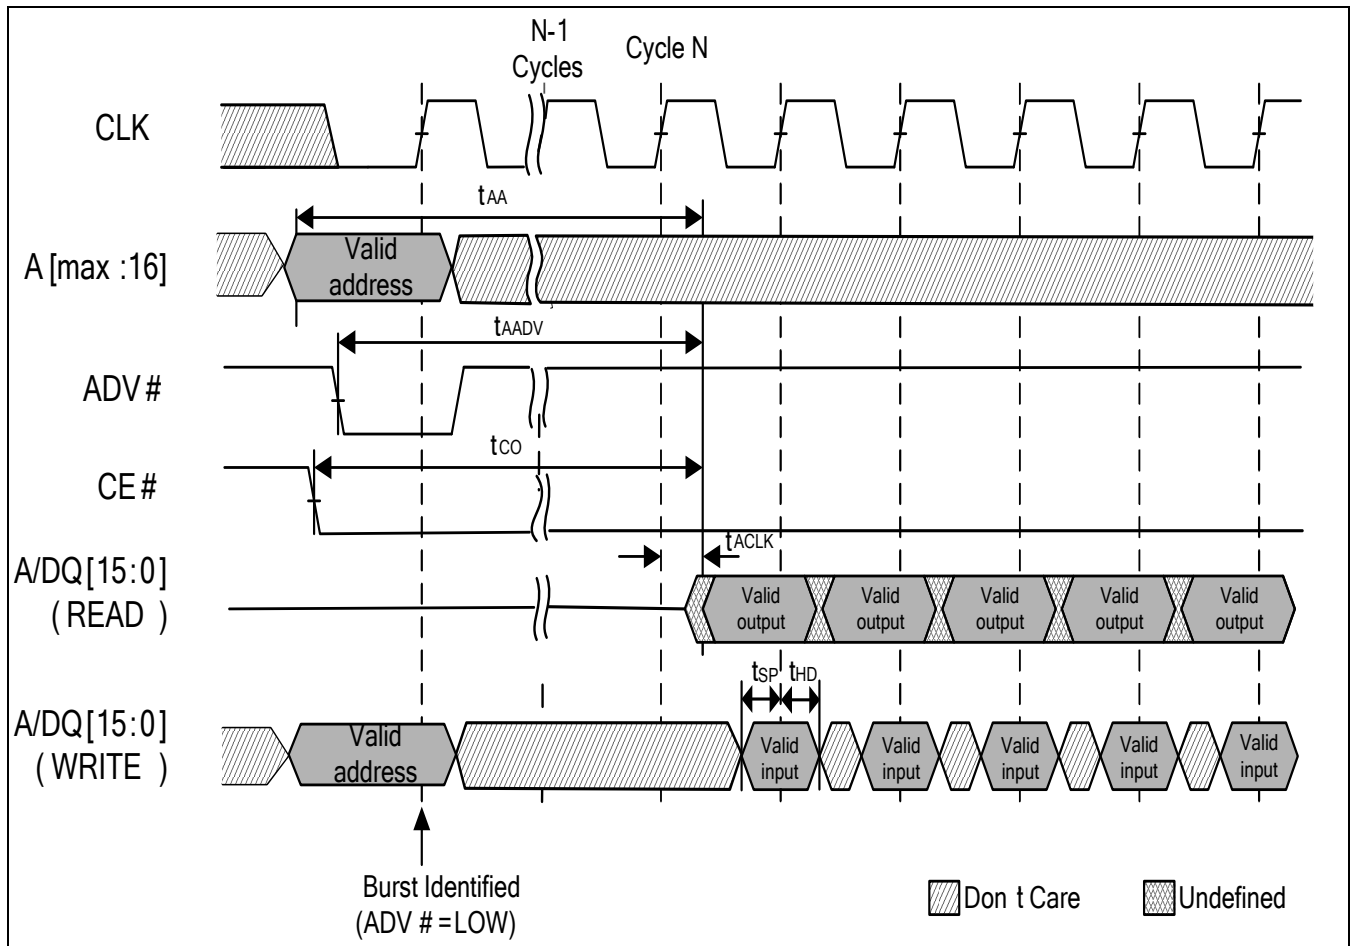 N-1
Cycles
Cycle N
CLK
tAA
A [max :16]
Valid
address
tAADV
ADV #
tCO
CE #
tACLK
A/DQ[15:0]
( READ )
Valid
output
Valid
output
Valid
output
Valid
output
Valid
output
tSP tHD
A/DQ[15:0]
( WRITE )
Valid
address
Valid
input
Valid
input
Valid
input
Valid
input
Valid
input
Burst Identified
(ADV # =LOW)
Don t Care
Undefined